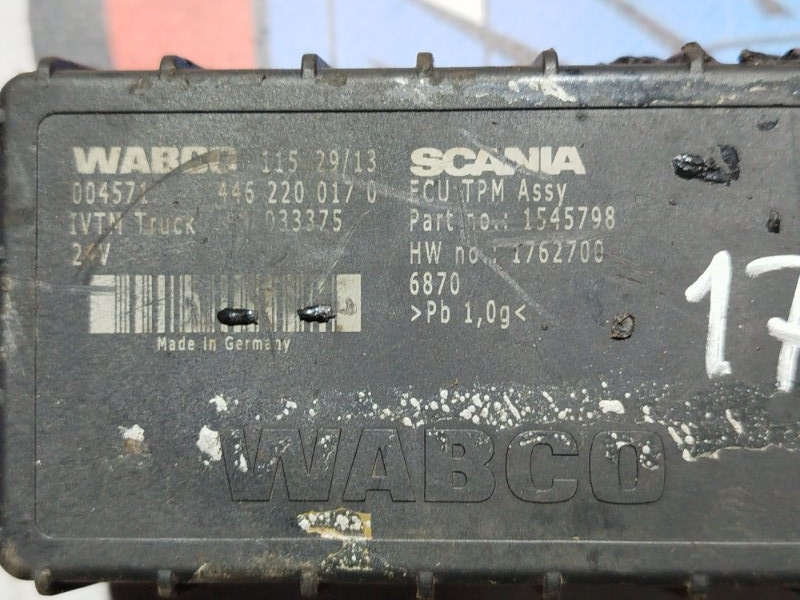 WABCO 115 29/13
004571 446 220 017 0
IVTM Truck 033375
24V
Made in Germany
SCANIA
ECU TPM Assy
Part no.: 1545798
HW no.: 1762700
6870
>Pb 1,0g<
17
WABCO